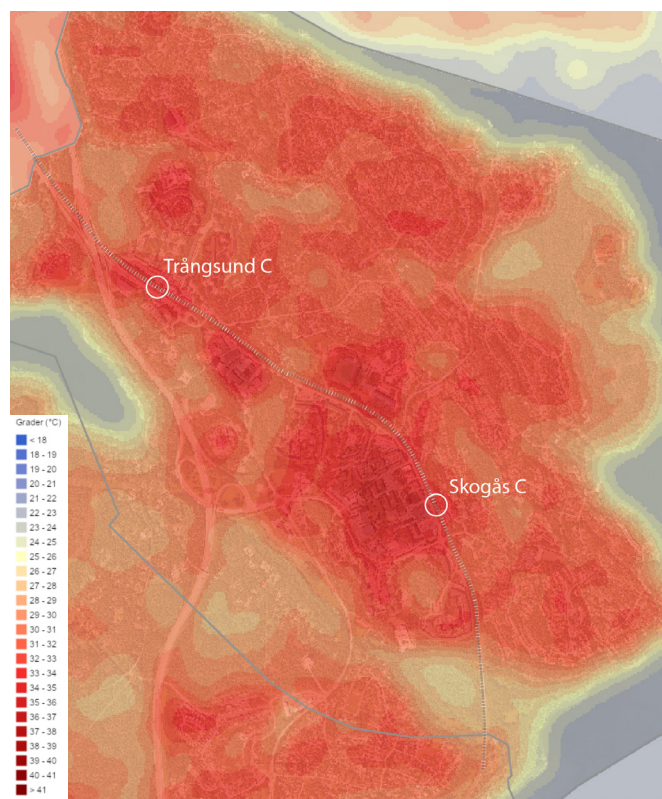 Trångsund C
Skogås C
Grader (°C)
< 18
18 - 19
19 - 20
20 - 21
21 - 22
22 - 23
23 - 24
24 - 25
25 - 26
26 - 27
27 - 28
28 - 29
29 - 30
30 - 31
31 - 32
32 - 33
33 - 34
34 - 35
35 - 36
36 - 37
37 - 38
38 - 39
39 - 40
40 - 41
> 41